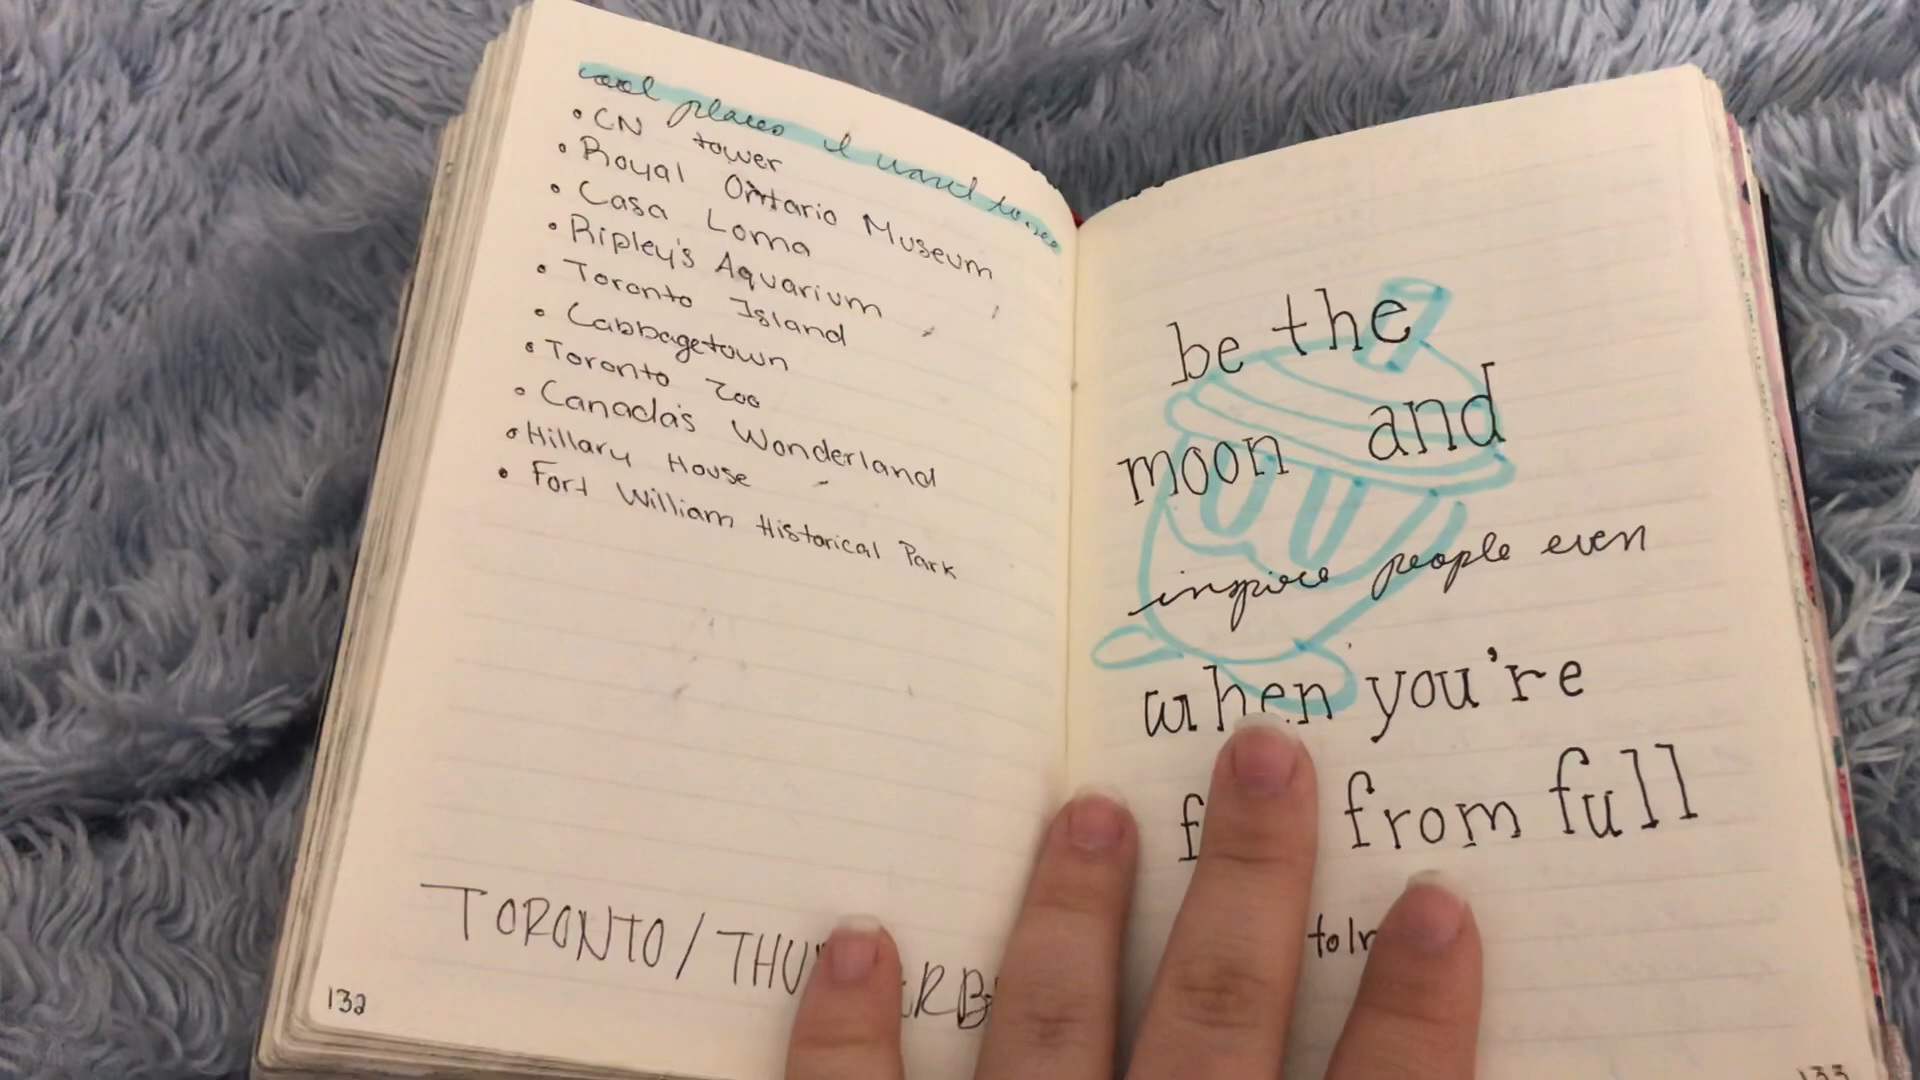 cool places I want to see
• CN tower
• Royal Ontario Museum
• Casa Loma
• Ripley's Aquarium
• Toronto Island
• Cabbagetown
• Toronto Zoo
• Canada's Wonderland
• Hillary House
• Fort William Historical Park
TORONTO / THU
132
be the
moon and
inspire people even
when you're
from full
133